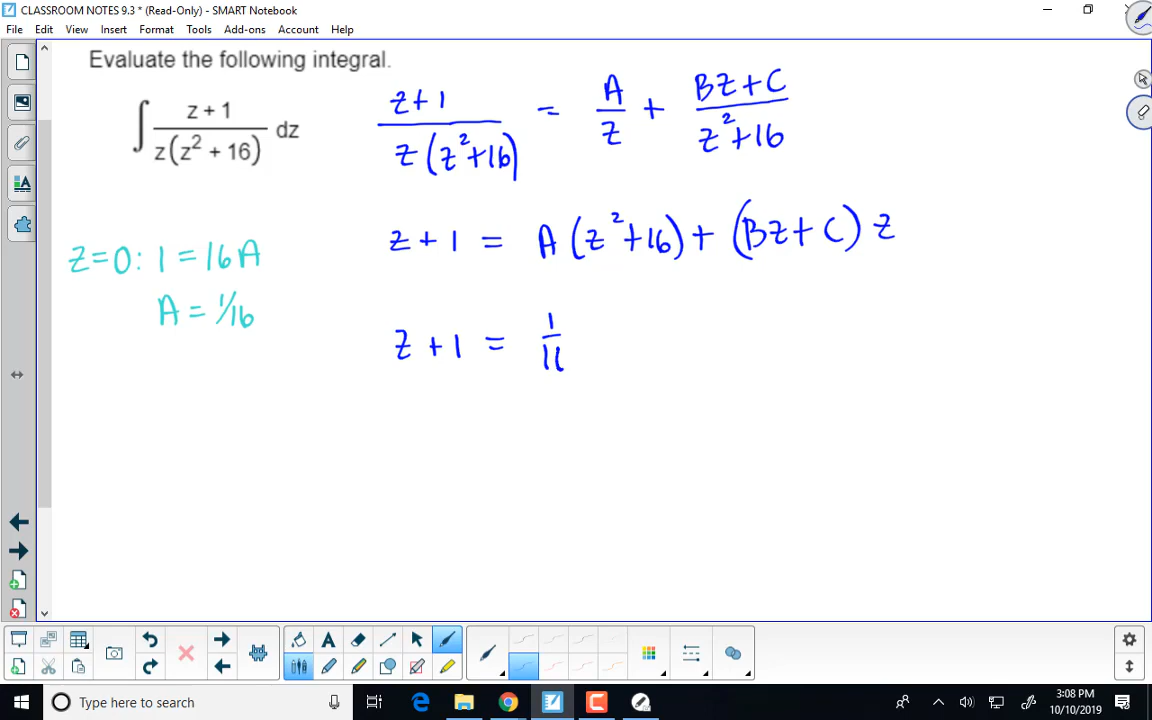 CLASSROOM NOTES 9.3 * (Read-Only) - SMART Notebook
File Edit View Insert Format Tools Add-ons Account Help
Evaluate the following integral.
∫ (z + 1)/(z(z² + 16)) dz
(z+1)/(z(z²+16)) = A/z + (Bz+C)/(z²+16)
z+1 = A(z²+16) + (Bz+C) z
z=0: 1 = 16A
A = 1/16
z+1 = 1/11
A
A
Type here to search
3:08 PM
10/10/2019